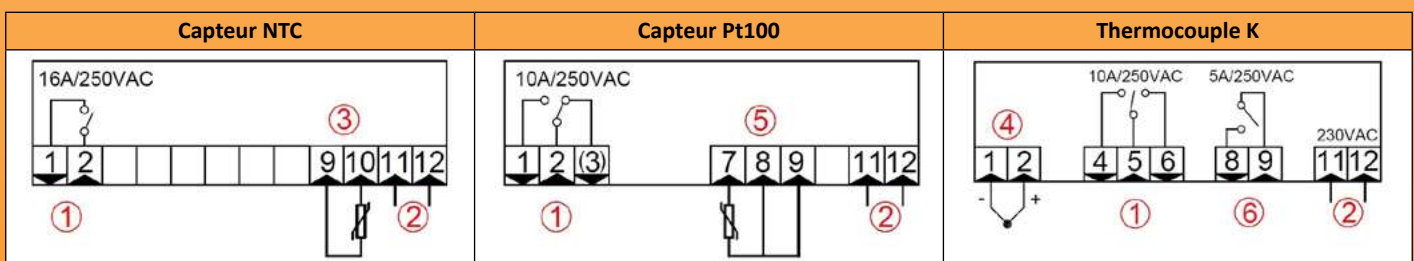 Capteur NTC
Capteur Pt100
Thermocouple K
16A/250VAC
③
1 2 9 10 11 12
① ②
10A/250VAC
⑤
1 2 (3) 7 8 9 11 12
① ②
10A/250VAC 5A/250VAC
④
230VAC
1 2 4 5 6 8 9 11 12
- +
① ⑥ ②